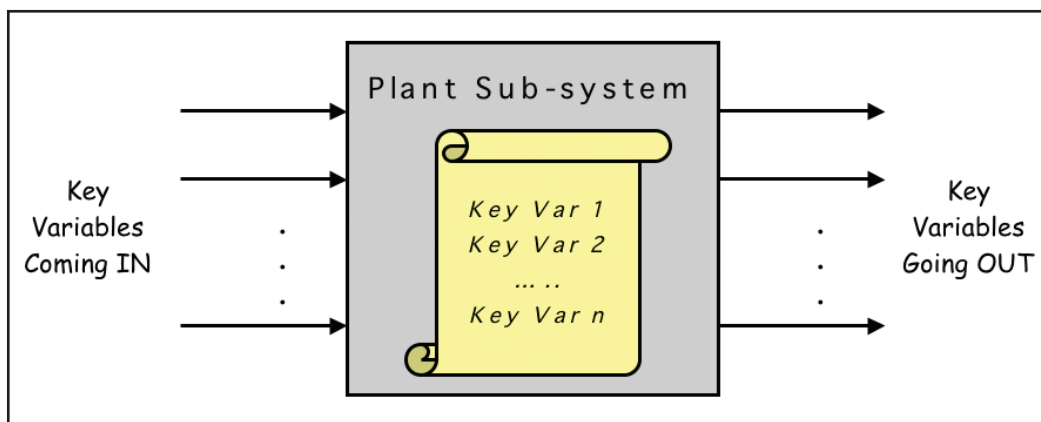 Plant Sub-system
Key
Variables
Coming IN
.
.
.
Key Var 1
Key Var 2
... ..
Key Var n
.
.
.
Key
Variables
Going OUT